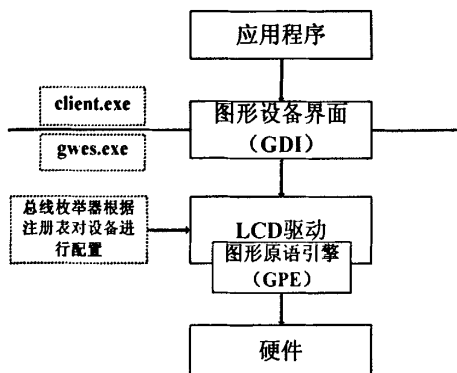 应用程序
client.exe
图形设备界面
（GDI）
gwes.exe
总线枚举器根据
注册表对设备进
行配置
LCD驱动
图形原语引擎
（GPE）
硬件